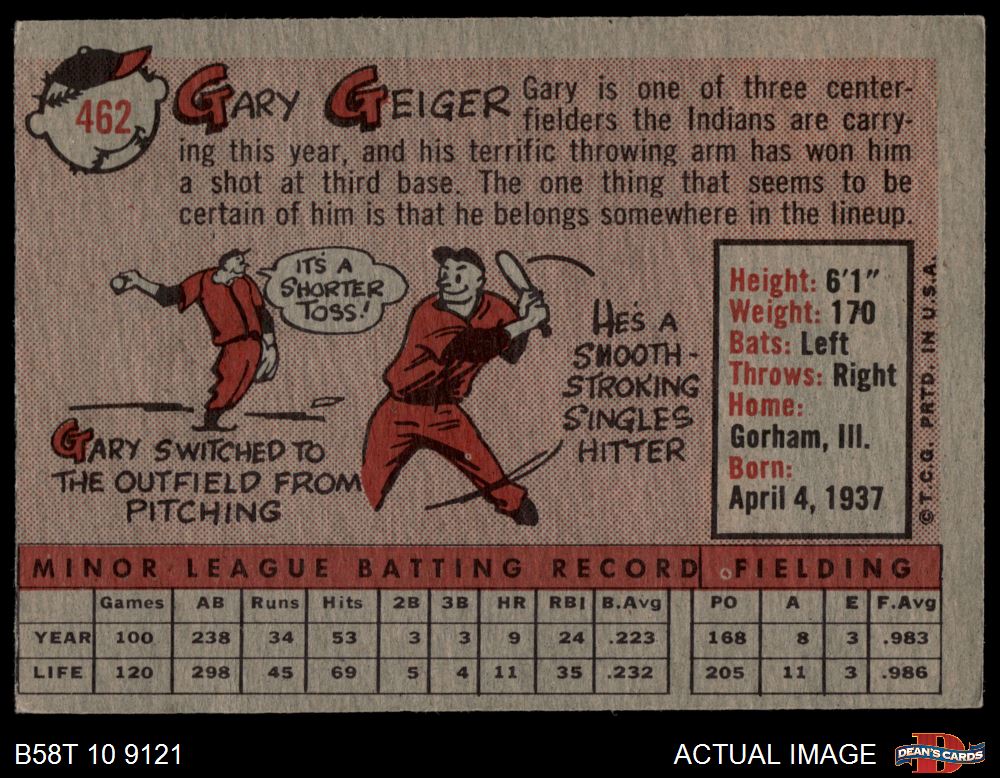 462
GARY GEIGER
Gary is one of three center-
fielders the Indians are carry-
ing this year, and his terrific throwing arm has won him
a shot at third base. The one thing that seems to be
certain of him is that he belongs somewhere in the lineup.
IT'S A
SHORTER
TOSS!
GARY SWITCHED TO
THE OUTFIELD FROM
PITCHING
HE'S A
SMOOTH-
STROKING
SINGLES
HITTER
Height: 6'1"
Weight: 170
Bats: Left
Throws: Right
Home:
Gorham, Ill.
Born:
April 4, 1937
© T.C.G. PRTD. IN U.S.A.
MINOR LEAGUE BATTING RECORD FIELDING
Games AB Runs Hits 2B 3B HR RBI B.Avg PO A E F.Avg
YEAR 100 238 34 53 3 3 9 24 .223 168 8 3 .983
LIFE 120 298 45 69 5 4 11 35 .232 205 11 3 .986
B58T 10 9121 ACTUAL IMAGE DEAN'S CARDS